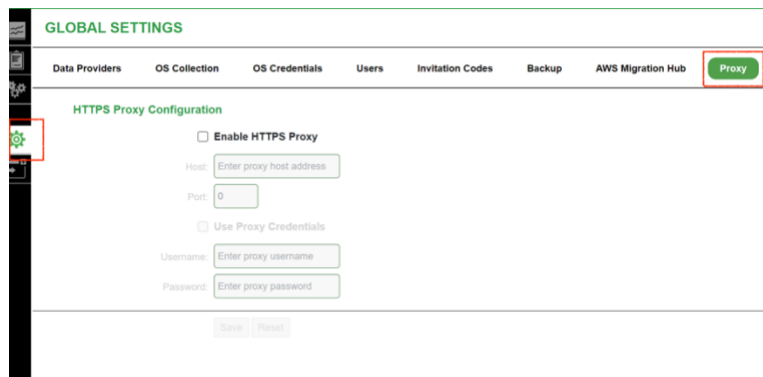 GLOBAL SETTINGS
Data Providers OS Collection OS Credentials Users Invitation Codes Backup AWS Migration Hub Proxy
HTTPS Proxy Configuration
Enable HTTPS Proxy
Host: Enter proxy host address
Port: 0
Use Proxy Credentials
Username: Enter proxy username
Password: Enter proxy password
Save Reset